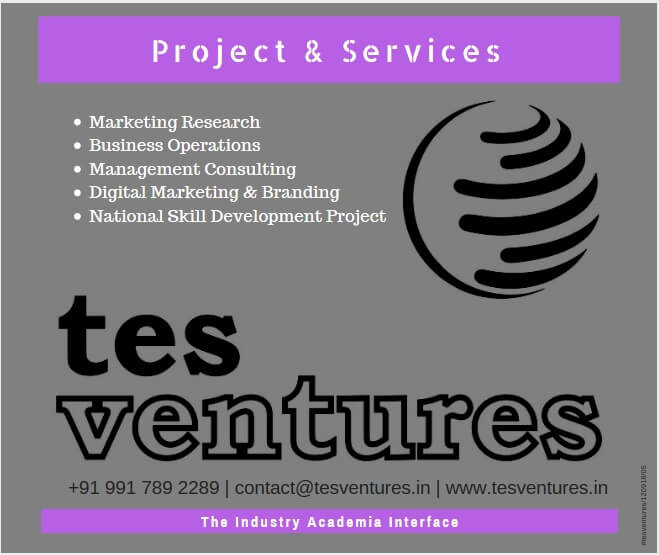 Project & Services
Marketing Research
Business Operations
Management Consulting
Digital Marketing & Branding
National Skill Development Project
tes
ventures
+91 991 789 2289 | contact@tesventures.in | www.tesventures.in
The Industry Academia Interface